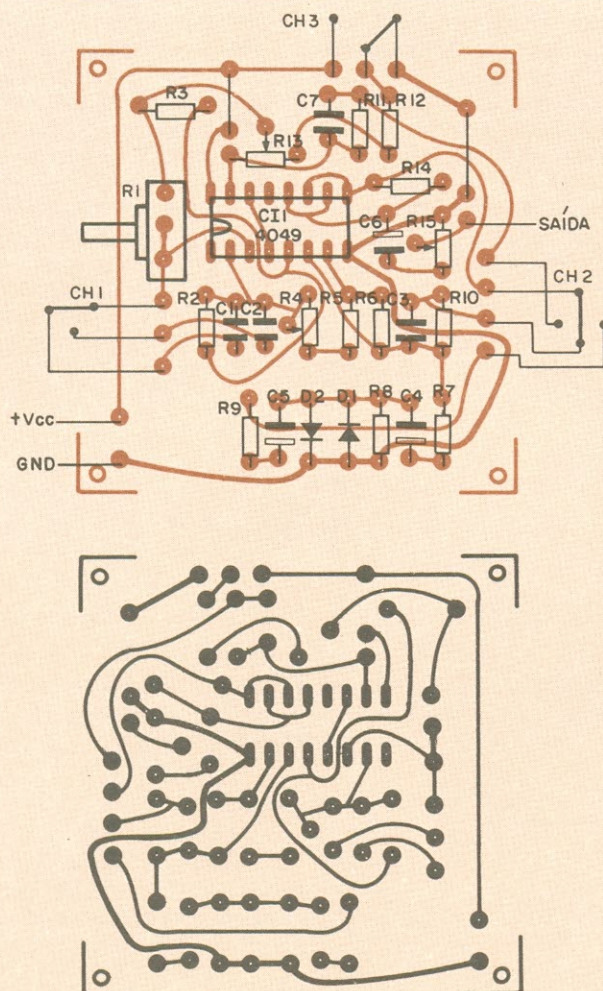 CH3
R3
C7
R11
R12
R13
R14
R1
CI1
4049
C6
R15
SAÍDA
CH1
CH2
R2
C1
C2
R4
R5
R6
C3
R10
+Vcc
R9
C5
D2
D1
R8
C4
R7
GND